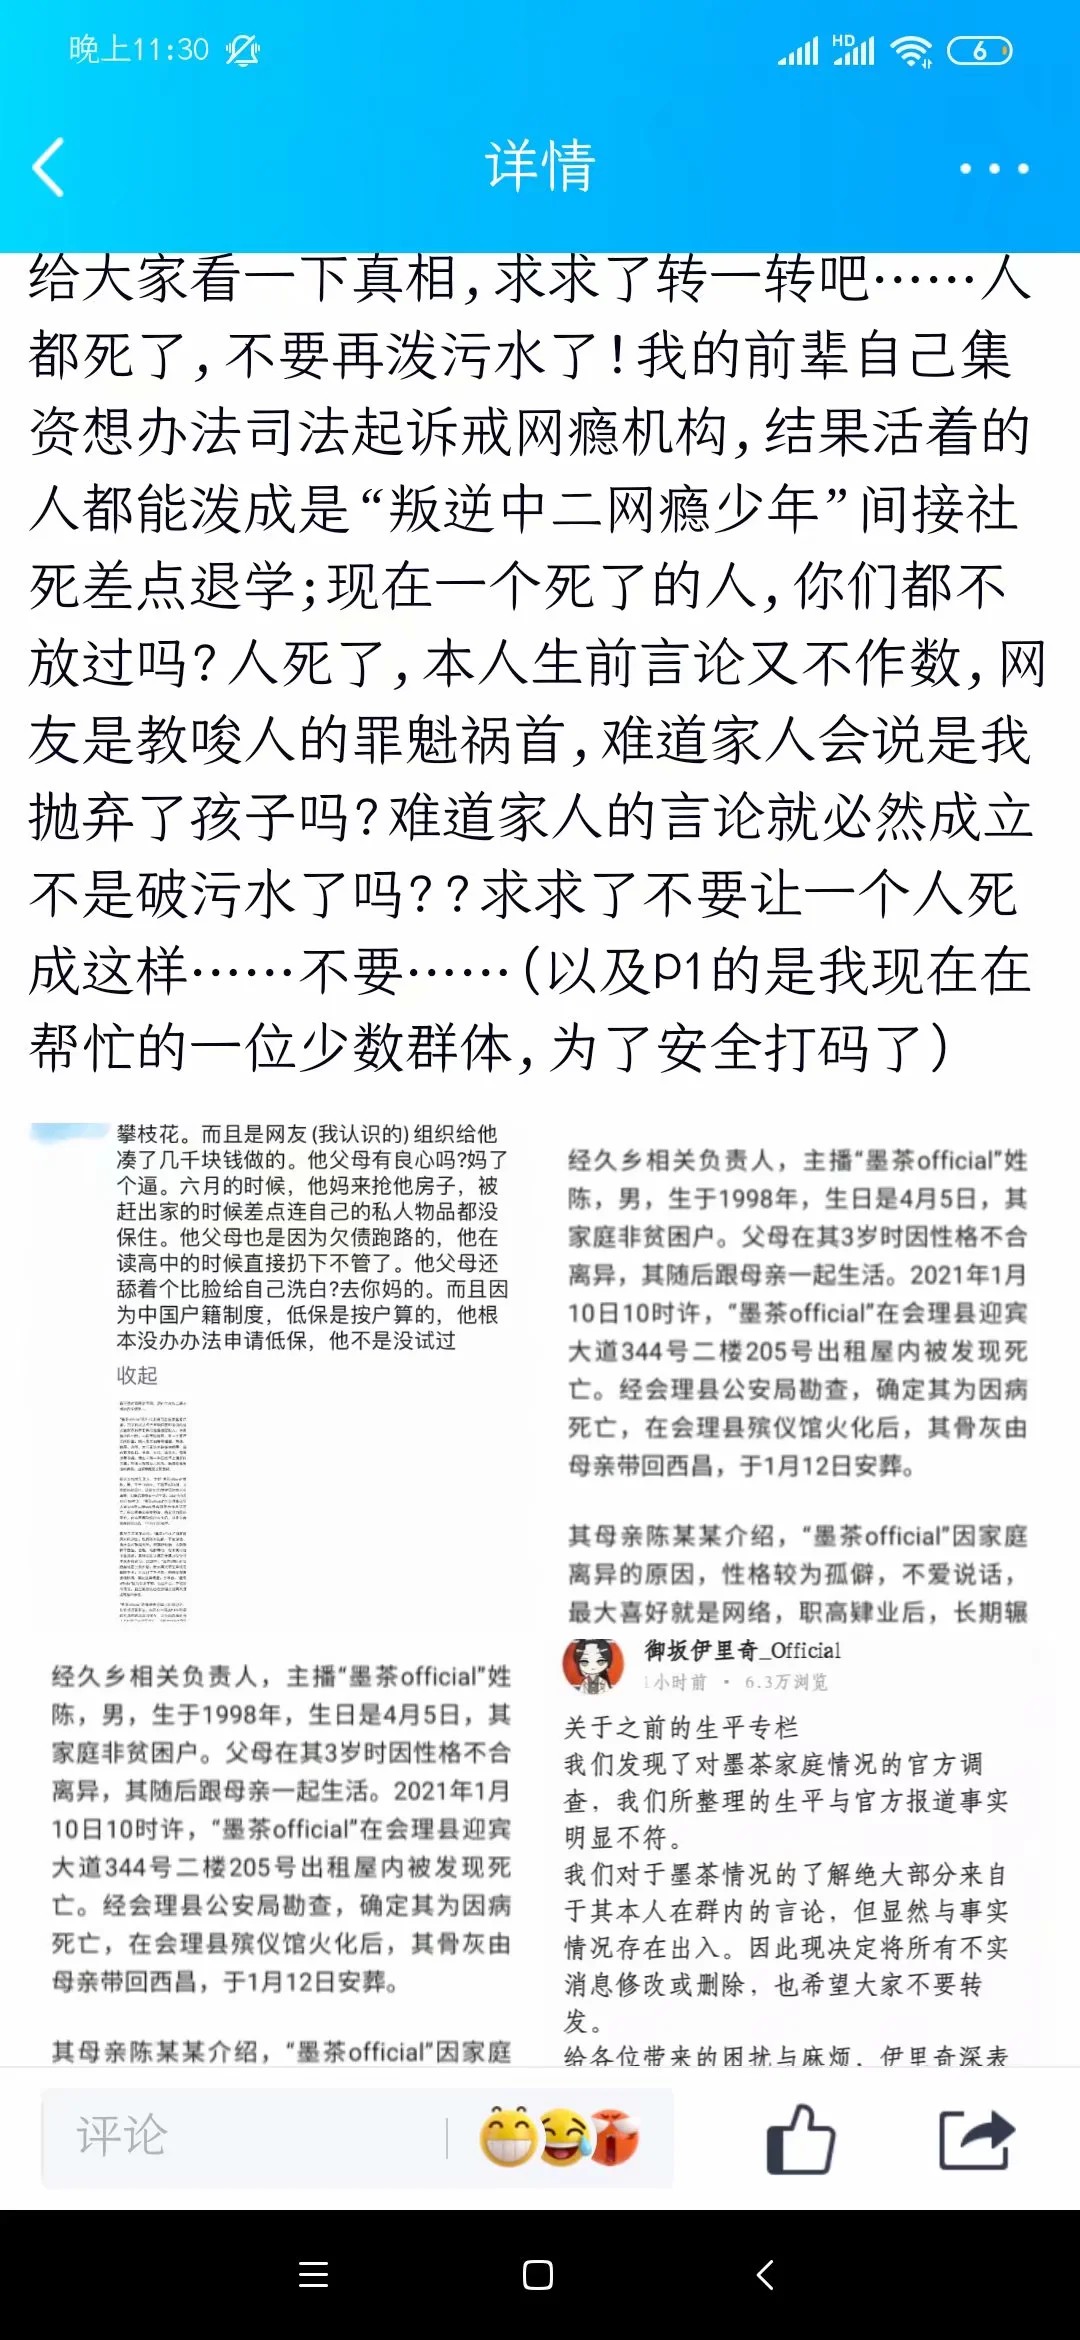 晚上11:30
HD
6
详情
给大家看一下真相,求求了转一转吧……人
都死了,不要再泼污水了!我的前辈自己集
资想办法司法起诉戒网瘾机构,结果活着的
人都能泼成是“叛逆中二网瘾少年”间接社
死差点退学;现在一个死了的人,你们都不
放过吗?人死了,本人生前言论又不作数,网
友是教唆人的罪魁祸首,难道家人会说是我
抛弃了孩子吗?难道家人的言论就必然成立
不是破污水了吗??求求了不要让一个人死
成这样……不要……(以及p1的是我现在在
帮忙的一位少数群体,为了安全打码了)
攀枝花。而且是网友(我认识的)组织给他
凑了几千块钱做的。他父母有良心吗?妈了
个逼。六月的时候，他妈来抢他房子，被
赶出家的时候差点连自己的私人物品都没
保住。他父母也是因为欠债跑路的，他在
读高中的时候直接扔下不管了。他父母还
舔着个比脸给自己洗白?去你妈的。而且因
为中国户籍制度，低保是按户算的，他根
本没办办法申请低保，他不是没试过
收起
经久乡相关负责人，主播“墨茶official”姓
陈，男，生于1998年，生日是4月5日，其
家庭非贫困户。父母在其3岁时因性格不合
离异，其随后跟母亲一起生活。2021年1月
10日10时许，“墨茶official”在会理县迎宾
大道344号二楼205号出租屋内被发现死
亡。经会理县公安局勘查，确定其为因病
死亡，在会理县殡仪馆火化后，其骨灰由
母亲带回西昌，于1月12日安葬。
其母亲陈某某介绍，“墨茶official”因家庭
离异的原因，性格较为孤僻，不爱说话，
最大喜好就是网络，职高肄业后，长期辗
经久乡相关负责人，主播“墨茶official”姓
陈，男，生于1998年，生日是4月5日，其
家庭非贫困户。父母在其3岁时因性格不合
离异，其随后跟母亲一起生活。2021年1月
10日10时许，“墨茶official”在会理县迎宾
大道344号二楼205号出租屋内被发现死
亡。经会理县公安局勘查，确定其为因病
死亡，在会理县殡仪馆火化后，其骨灰由
母亲带回西昌，于1月12日安葬。
其母亲陈某某介绍，“墨茶official”因家庭
御坂伊里奇_Official
1小时前 · 6.3万浏览
关于之前的生平专栏
我们发现了对墨茶家庭情况的官方调
查，我们所整理的生平与官方报道事实
明显不符。
我们对于墨茶情况的了解绝大部分来自
于其本人在群内的言论，但显然与事实
情况存在出入。因此现决定将所有不实
消息修改或删除，也希望大家不要转
发。
给各位带来的困扰与麻烦，伊里奇深表
评论